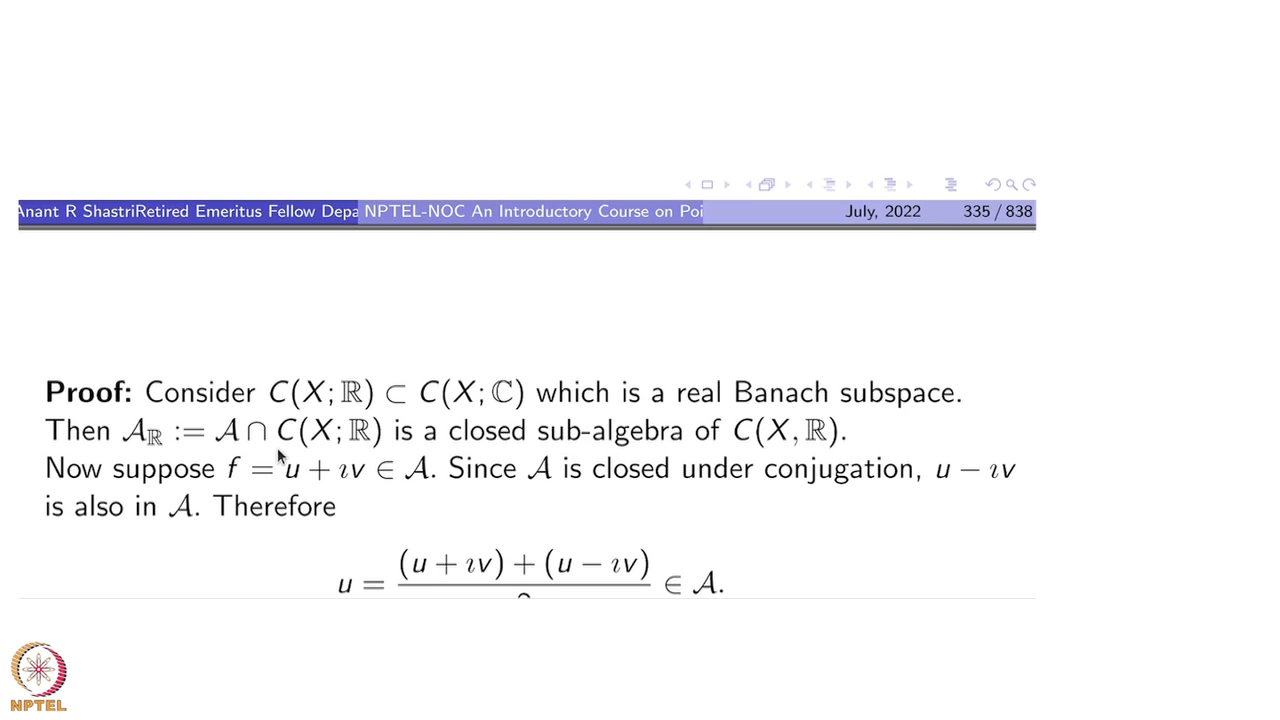 Anant R ShastriRetired Emeritus Fellow Depa NPTEL-NOC An Introductory Course on Poi July, 2022 335 / 838
Proof: Consider C(X; ℝ) ⊂ C(X; ℂ) which is a real Banach subspace.
Then 𝒜_ℝ := 𝒜 ∩ C(X; ℝ) is a closed sub-algebra of C(X, ℝ).
Now suppose f = u + ıv ∈ 𝒜. Since 𝒜 is closed under conjugation, u − ıv
is also in 𝒜. Therefore
u = (u + ıv) + (u − ıv) ∈ 𝒜.
NPTEL